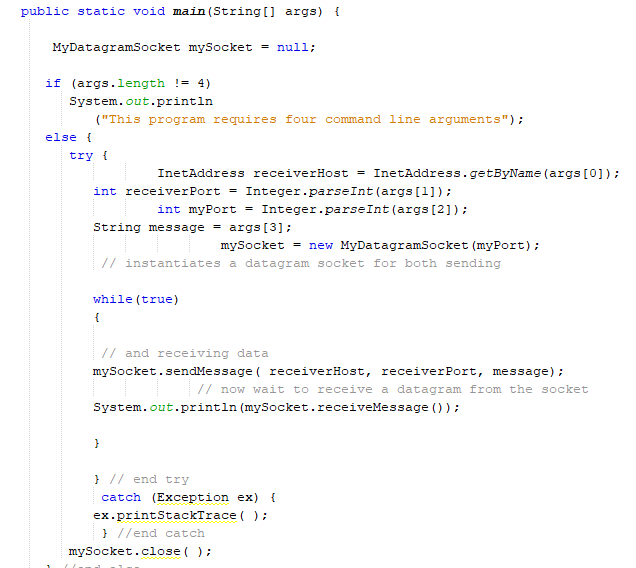 public static void main(String[] args) {
MyDatagramSocket mySocket = null;
if (args.length != 4)
System.out.println
("This program requires four command line arguments");
else {
try {
InetAddress receiverHost = InetAddress.getByName(args[0]);
int receiverPort = Integer.parseInt(args[1]);
int myPort = Integer.parseInt(args[2]);
String message = args[3];
mySocket = new MyDatagramSocket(myPort);
// instantiates a datagram socket for both sending
while(true)
{
// and receiving data
mySocket.sendMessage( receiverHost, receiverPort, message);
// now wait to receive a datagram from the socket
System.out.println(mySocket.receiveMessage());
}
} // end try
catch (Exception ex) {
ex.printStackTrace( );
} //end catch
mySocket.close( );
} //end else